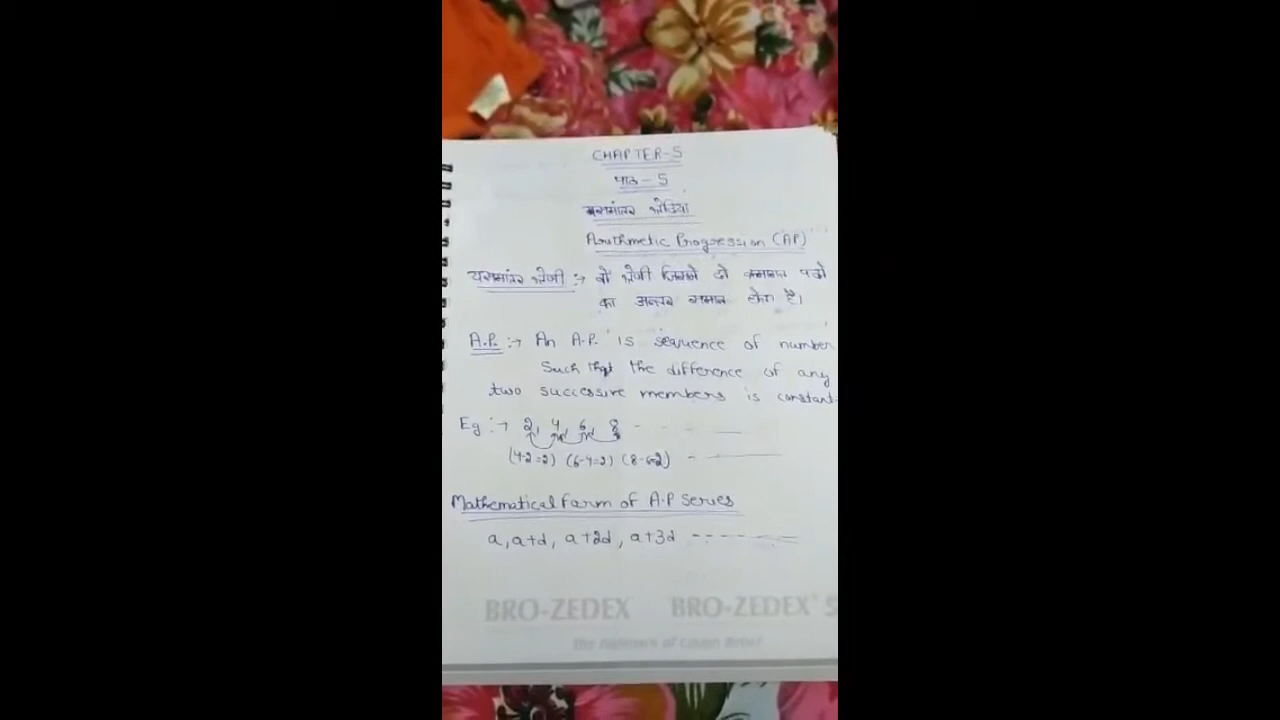 CHAPTER-5
पाठ - 5
समांतर श्रेढियां
Arithmetic Progression (AP)
समांतर श्रेणी :→ वो श्रेणी जिसके दो क्रमागत पदों
का अन्तर समान होता है।
A.P. :→ An A.P. is sequence of number
Such that the difference of any
two successive members is constant
Eg :→ 2, 4, 6, 8 - - -
(4-2=2) (6-4=2) (8-6=2) - - -
Mathematical Form of A.P series
a, a+d, a+2d, a+3d - - - - -
BRO-ZEDEX BRO-ZEDEX S